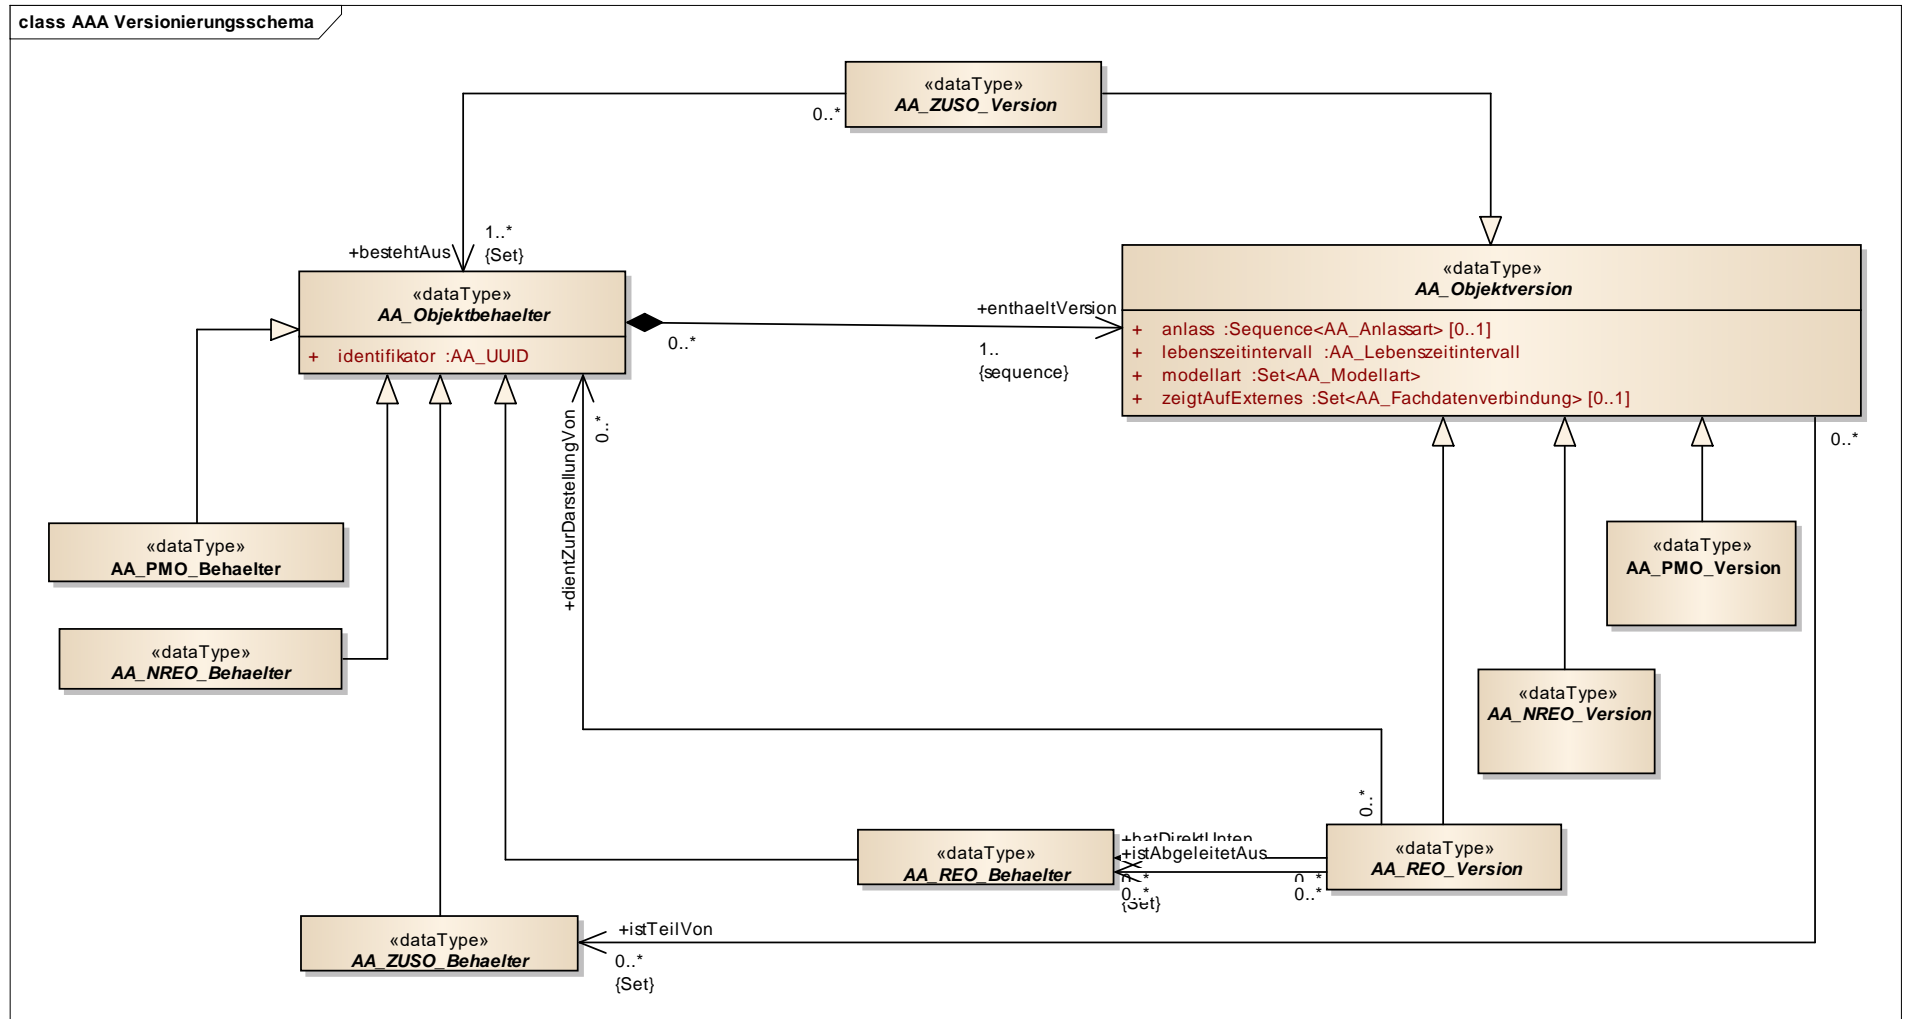 class AAA Versionierungsschema
«dataType»
AA_ZUSO_Version
0..*
1..*
{Set}
+bestehtAus
«dataType»
AA_Objektbehaelter
+ identifikator :AA_UUID
0..*
+enthaeltVersion
1..
{sequence}
«dataType»
AA_Objektversion
+ anlass :Sequence<AA_Anlassart> [0..1]
+ lebenszeitintervall :AA_Lebenszeitintervall
+ modellart :Set<AA_Modellart>
+ zeigtAufExternes :Set<AA_Fachdatenverbindung> [0..1]
0..*
+dientZurDarstellungVon
0..*
«dataType»
AA_PMO_Behaelter
«dataType»
AA_PMO_Version
«dataType»
AA_NREO_Behaelter
«dataType»
AA_NREO_Version
0..*
«dataType»
AA_REO_Behaelter
+hatDirektUnten
+istAbgeleitetAus
0..*
0..*
{Set}
0..*
0..*
«dataType»
AA_REO_Version
«dataType»
AA_ZUSO_Behaelter
+istTeilVon
0..*
{Set}